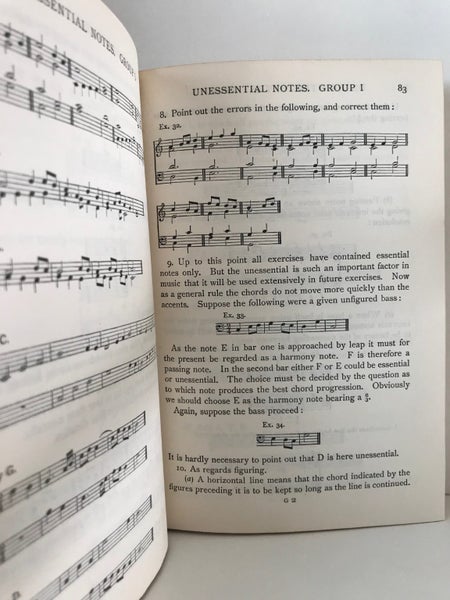 ESSENTIAL NOTES. GROUP I
C.
G.
UNESSENTIAL NOTES. GROUP I 83
8. Point out the errors in the following, and correct them:
Ex. 32.
9. Up to this point all exercises have contained essential
notes only. But the unessential is such an important factor in
music that it will be used extensively in future exercises. Now
as a general rule the chords do not move more quickly than the
accents. Suppose the following were a given unfigured bass:
Ex. 33.
As the note E in bar one is approached by leap it must for
the present be regarded as a harmony note. F is therefore a
passing note. In the second bar either F or E could be essential
or unessential. The choice must be decided by the question as
to which note produces the best chord progression. Obviously
we should choose E as the harmony note bearing a
Again, suppose the bass proceed:
Ex. 34.
It is hardly necessary to point out that D is here unessential.
10. As regards figuring.
(a) A horizontal line means that the chord indicated by the
figures preceding it is to be kept so long as the line is continued.
G 2